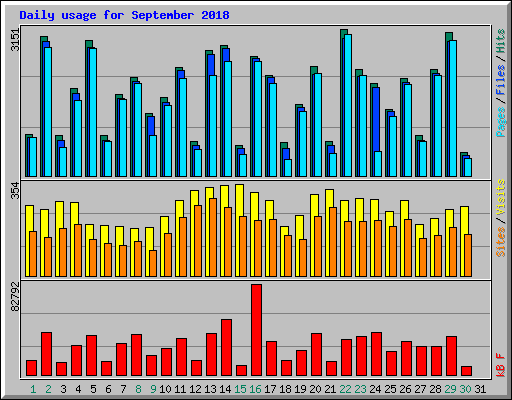 Daily usage for September 2018
3151
Pages / Files / Hits
354
Sites / Visits
82792
kB F
1 2 3 4 5 6 7 8 9 10 11 12 13 14 15 16 17 18 19 20 21 22 23 24 25 26 27 28 29 30 31